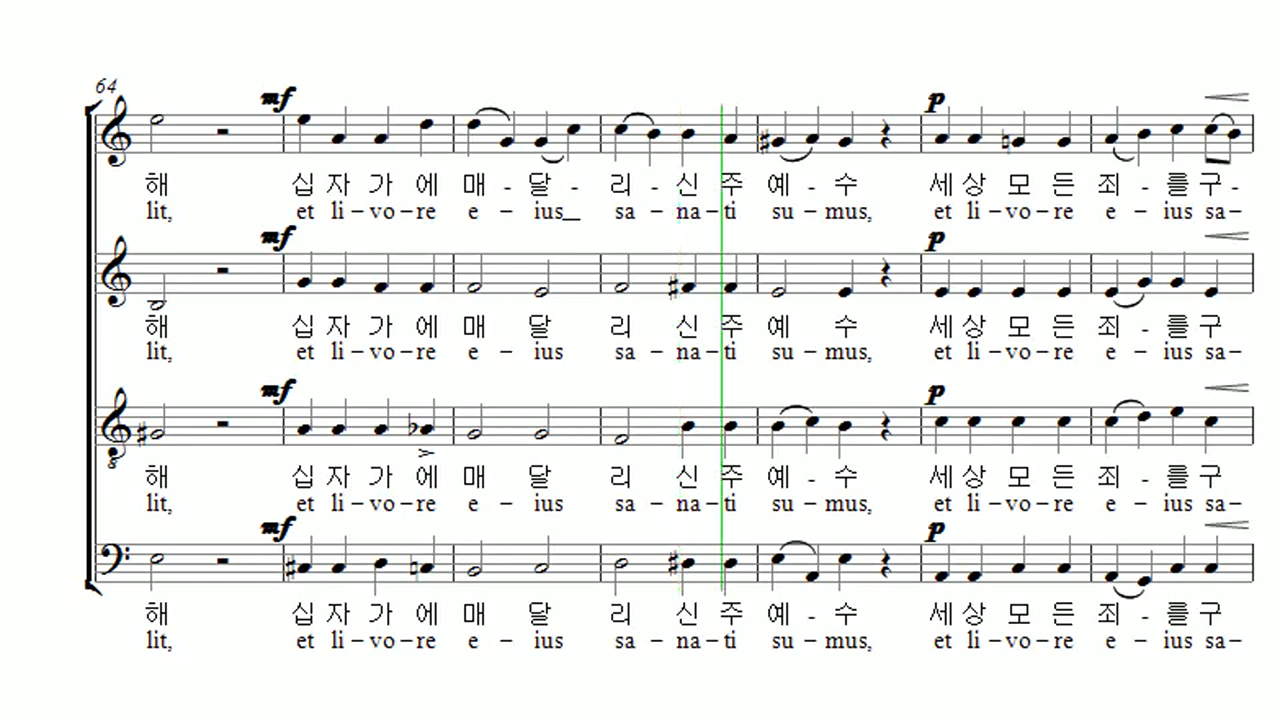 64
mf p
해 십 자 가 에 매 - 달 - 리 - 신 주 예 - 수 세 상 모 든 죄 - 를 구 -
lit, et li – vo – re e – ius_ sa – na – ti su – mus, et li – vo – re e – ius sa –
mf p
해 십 자 가 에 매 달 리 신 주 예 수 세 상 모 든 죄 - 를 구
lit, et li – vo – re e – ius sa – na – ti su – mus, et li – vo – re e – ius sa –
mf p
8
해 십 자 가 에 매 달 리 신 주 예 - 수 세 상 모 든 죄 - 를 구
lit, et li – vo – re e – ius sa – na – ti su – mus, et li – vo – re e – ius sa –
mf p
해 십 자 가 에 매 달 리 신 주 예 - 수 세 상 모 든 죄 - 를 구
lit, et li – vo – re e – ius sa – na – ti su – mus, et li – vo – re e – ius sa –